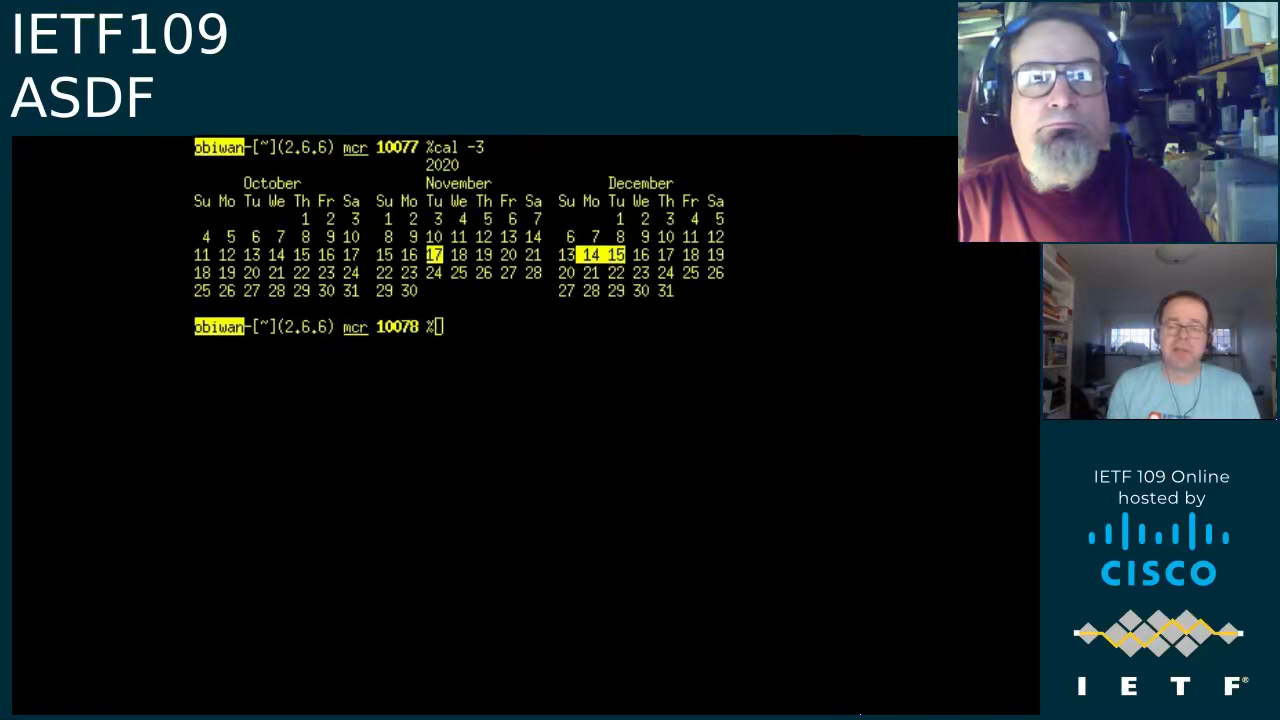 IETF109
ASDF
obiwan-[~](2.6.6) mcr 10077 %cal -3
2020
October November December
Su Mo Tu We Th Fr Sa Su Mo Tu We Th Fr Sa Su Mo Tu We Th Fr Sa
1 2 3 1 2 3 4 5 6 7 1 2 3 4 5
4 5 6 7 8 9 10 8 9 10 11 12 13 14 6 7 8 9 10 11 12
11 12 13 14 15 16 17 15 16 17 18 19 20 21 13 14 15 16 17 18 19
18 19 20 21 22 23 24 22 23 24 25 26 27 28 20 21 22 23 24 25 26
25 26 27 28 29 30 31 29 30 27 28 29 30 31
obiwan-[~](2.6.6) mcr 10078 %
IETF 109 Online
hosted by
CISCO
I E T F®